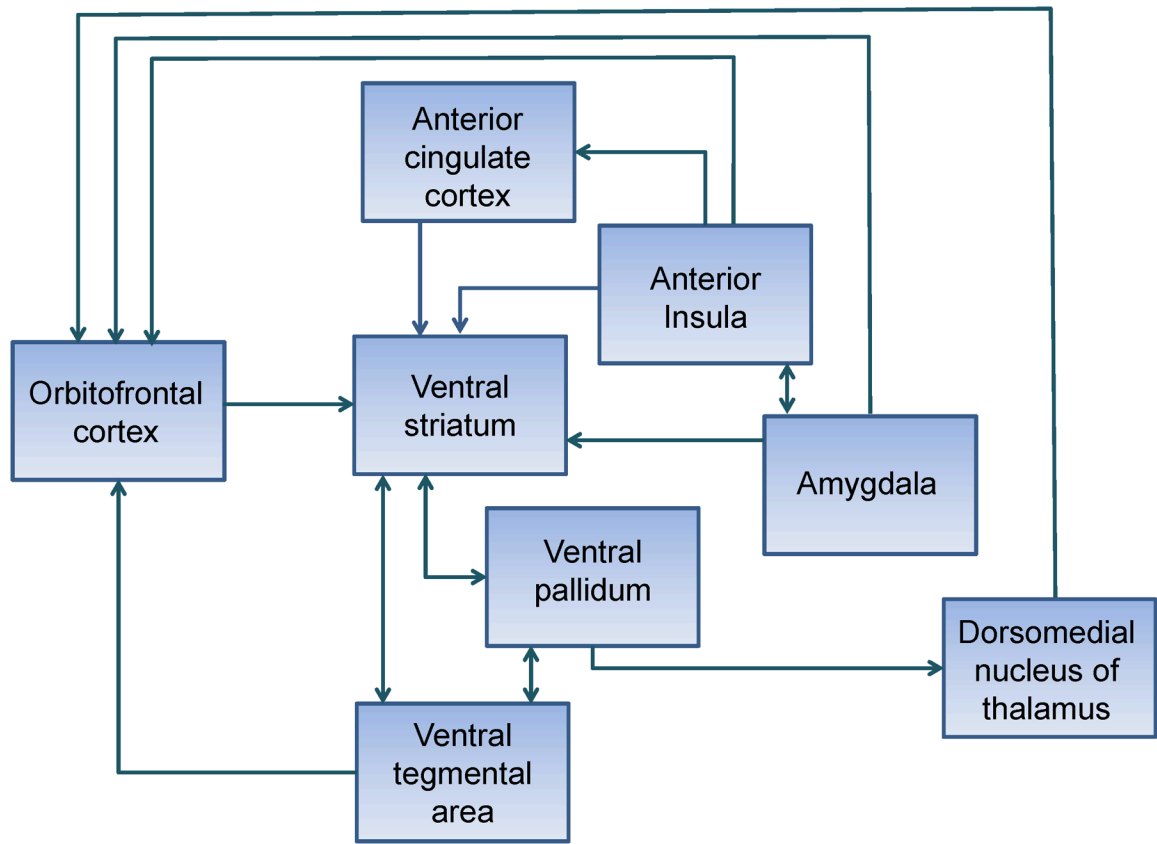 Anterior
cingulate
cortex
Anterior
Insula
Orbitofrontal
cortex
Ventral
striatum
Amygdala
Ventral
pallidum
Dorsomedial
nucleus of
thalamus
Ventral
tegmental
area